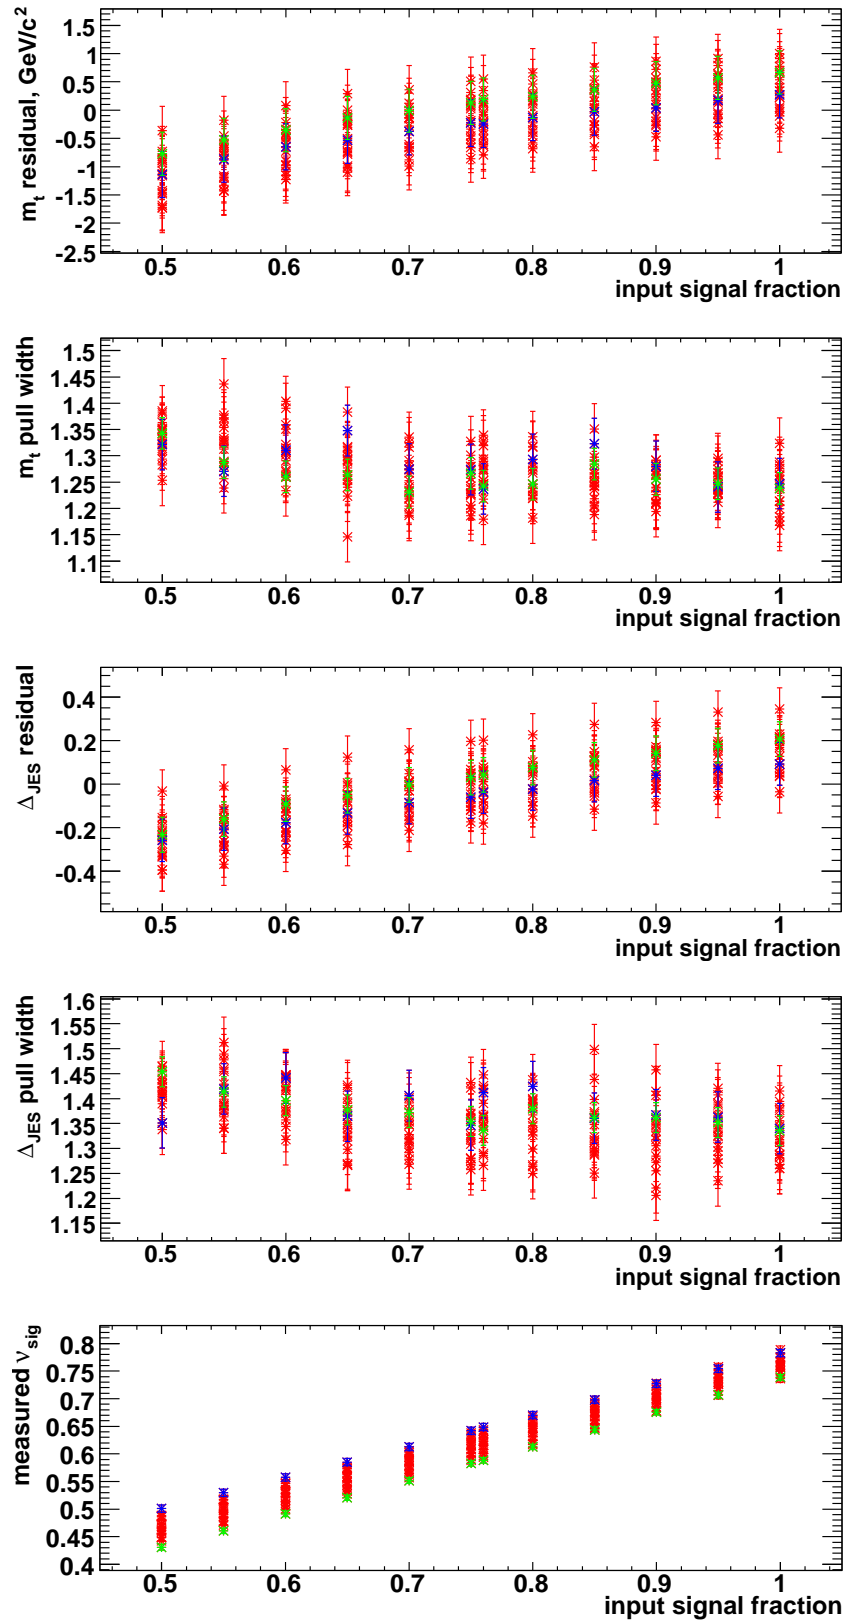 m_t residual, GeV/c²
1.5
1
0.5
0
-0.5
-1
-1.5
-2
-2.5
0.5 0.6 0.7 0.8 0.9 1
input signal fraction
m_t pull width
1.5
1.45
1.4
1.35
1.3
1.25
1.2
1.15
1.1
0.5 0.6 0.7 0.8 0.9 1
input signal fraction
Δ_JES residual
0.4
0.2
0
-0.2
-0.4
0.5 0.6 0.7 0.8 0.9 1
input signal fraction
Δ_JES pull width
1.6
1.55
1.5
1.45
1.4
1.35
1.3
1.25
1.2
1.15
0.5 0.6 0.7 0.8 0.9 1
input signal fraction
measured ν_sig
0.8
0.75
0.7
0.65
0.6
0.55
0.5
0.45
0.4
0.5 0.6 0.7 0.8 0.9 1
input signal fraction